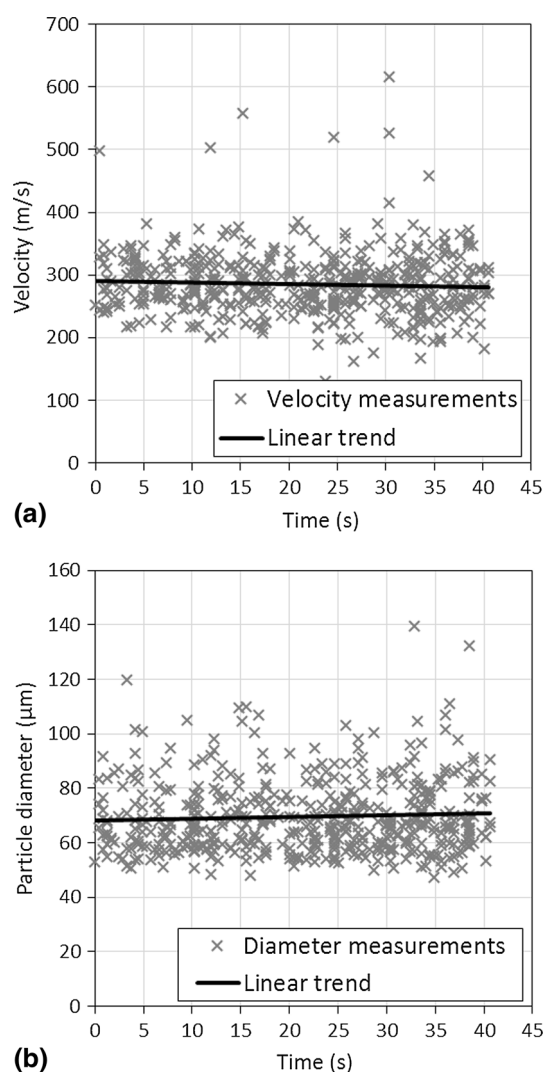 700
600
500
400
300
200
100
0
Velocity (m/s)
Velocity measurements
Linear trend
0 5 10 15 20 25 30 35 40 45 50
Time (s)
(a)
160
140
120
100
80
60
40
20
0
Particle diameter (µm)
Diameter measurements
Linear trend
0 5 10 15 20 25 30 35 40 45 50
Time (s)
(b)